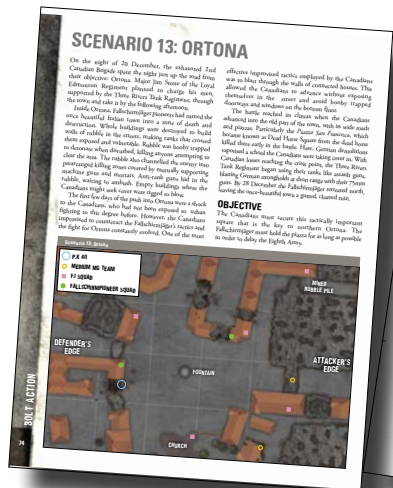 SCENARIO 13: ORTONA
On the night of 20 December, the exhausted 2nd
Canadian Brigade spent the night just up the road from
their objective: Ortona. Major Jim Stone of the Loyal
Edmonton Regiment planned to charge his men,
supported by the Three Rivers Tank Regiment, through
the town and take it by the following afternoon.
Inside Ortona, Fallschirmjäger pioneers had turned the
once beautiful Italian town into a zone of death and
destruction. Whole buildings were destroyed to build
walls of rubble in the streets, making tanks that crossed
them exposed and vulnerable. Rubble was booby trapped
to detonate when disturbed, killing anyone attempting to
clear the area. The rubble also channelled the enemy into
prearranged killing zones covered by mutually supporting
machine guns and mortars. Anti-tank guns hid in the
rubble, waiting to ambush. Empty buildings where the
Canadians might seek cover were rigged to blow.
The first few days of the push into Ortona were a shock
to the Canadians, who had not been exposed to urban
fighting to this degree before. However, the Canadians
improvised to counteract the Fallschirmjäger's tactics and
the fight for Ortona constantly evolved. One of the most
effective improvised tactics employed by the Canadians
was to blast through the walls of connected houses. This
allowed the Canadians to advance without exposing
themselves in the street and avoid booby trapped
doorways and windows on the bottom floor.
The battle reached its climax when the Canadians
advanced into the old part of the town, with its wide roads
and piazzas. Particularly the Piazza San Francesco, which
became known as Dead Horse Square from the dead horse
killed there early in the battle. Here, German demolitions
vaporised a school the Canadians were taking cover in. With
Canadian losses reaching the crisis point, the Three Rivers
Tank Regiment began using their tanks like assault guns,
blasting German strongholds at short range with their 75mm
guns. By 28 December the Fallschirmjäger retreated north,
leaving the once-beautiful town a gutted, charred ruin.
OBJECTIVE
The Canadians must secure this tactically important
square that is the key to northern Ortona. The
Fallschirmjäger must hold the piazza for as long as possible
in order to delay the Eighth Army.
Scenario 13: Ortona
PAK 40
MEDIUM MG TEAM
FJ SQUAD
FALLSCHIRMPIONEER SQUAD
MINED
RUBBLE PILE
DEFENDER'S
EDGE
FOUNTAIN
ATTACKER'S
EDGE
CHURCH
BOLT ACTION
74